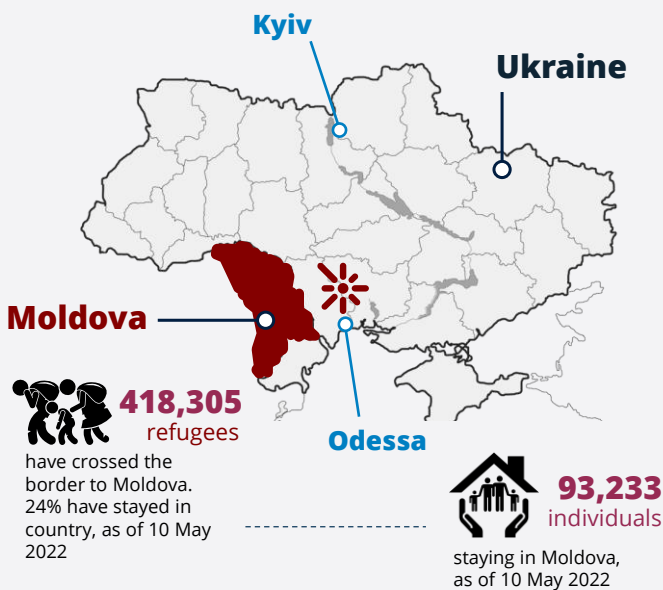 Kyiv
Ukraine
Moldova
418,305
refugees
have crossed the
border to Moldova.
24% have stayed in
country, as of 10 May
2022
Odessa
93,233
individuals
staying in Moldova,
as of 10 May 2022